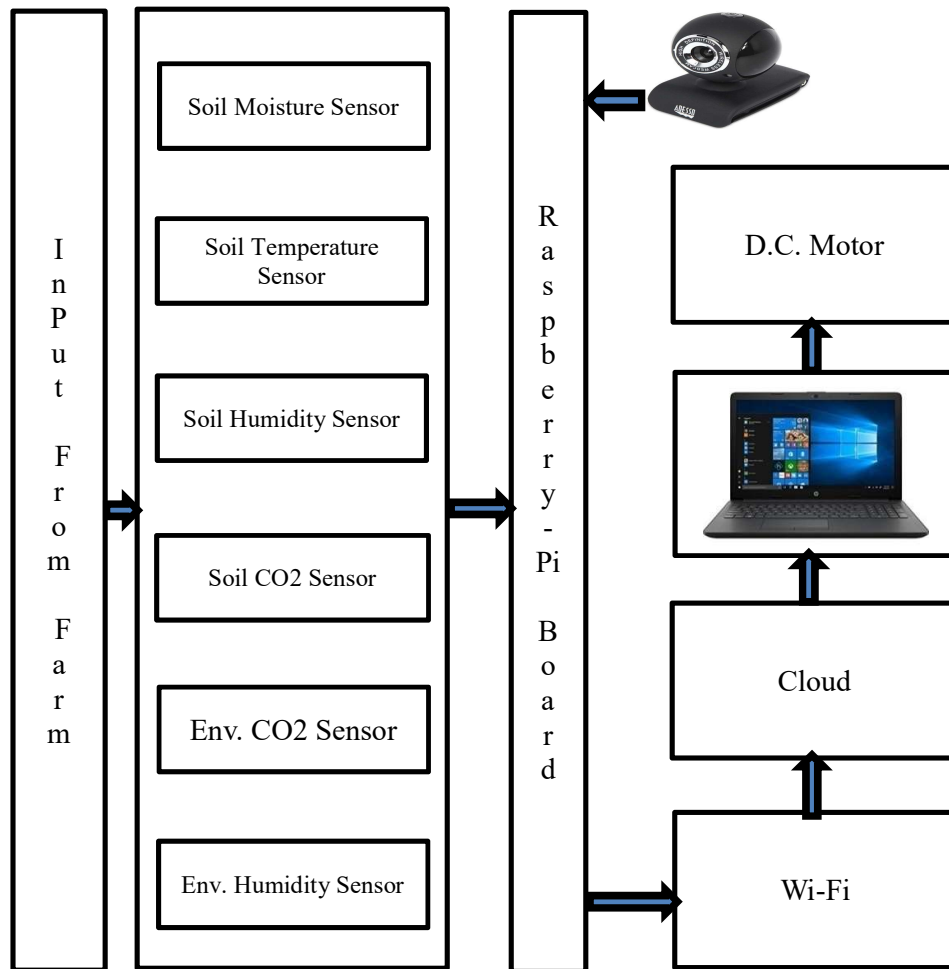 InPut From Farm
Soil Moisture Sensor
Soil Temperature
Sensor
Soil Humidity Sensor
Soil CO2 Sensor
Env. CO2 Sensor
Env. Humidity Sensor
Raspberry-Pi Board
ADESSO
D.C. Motor
Cloud
Wi-Fi